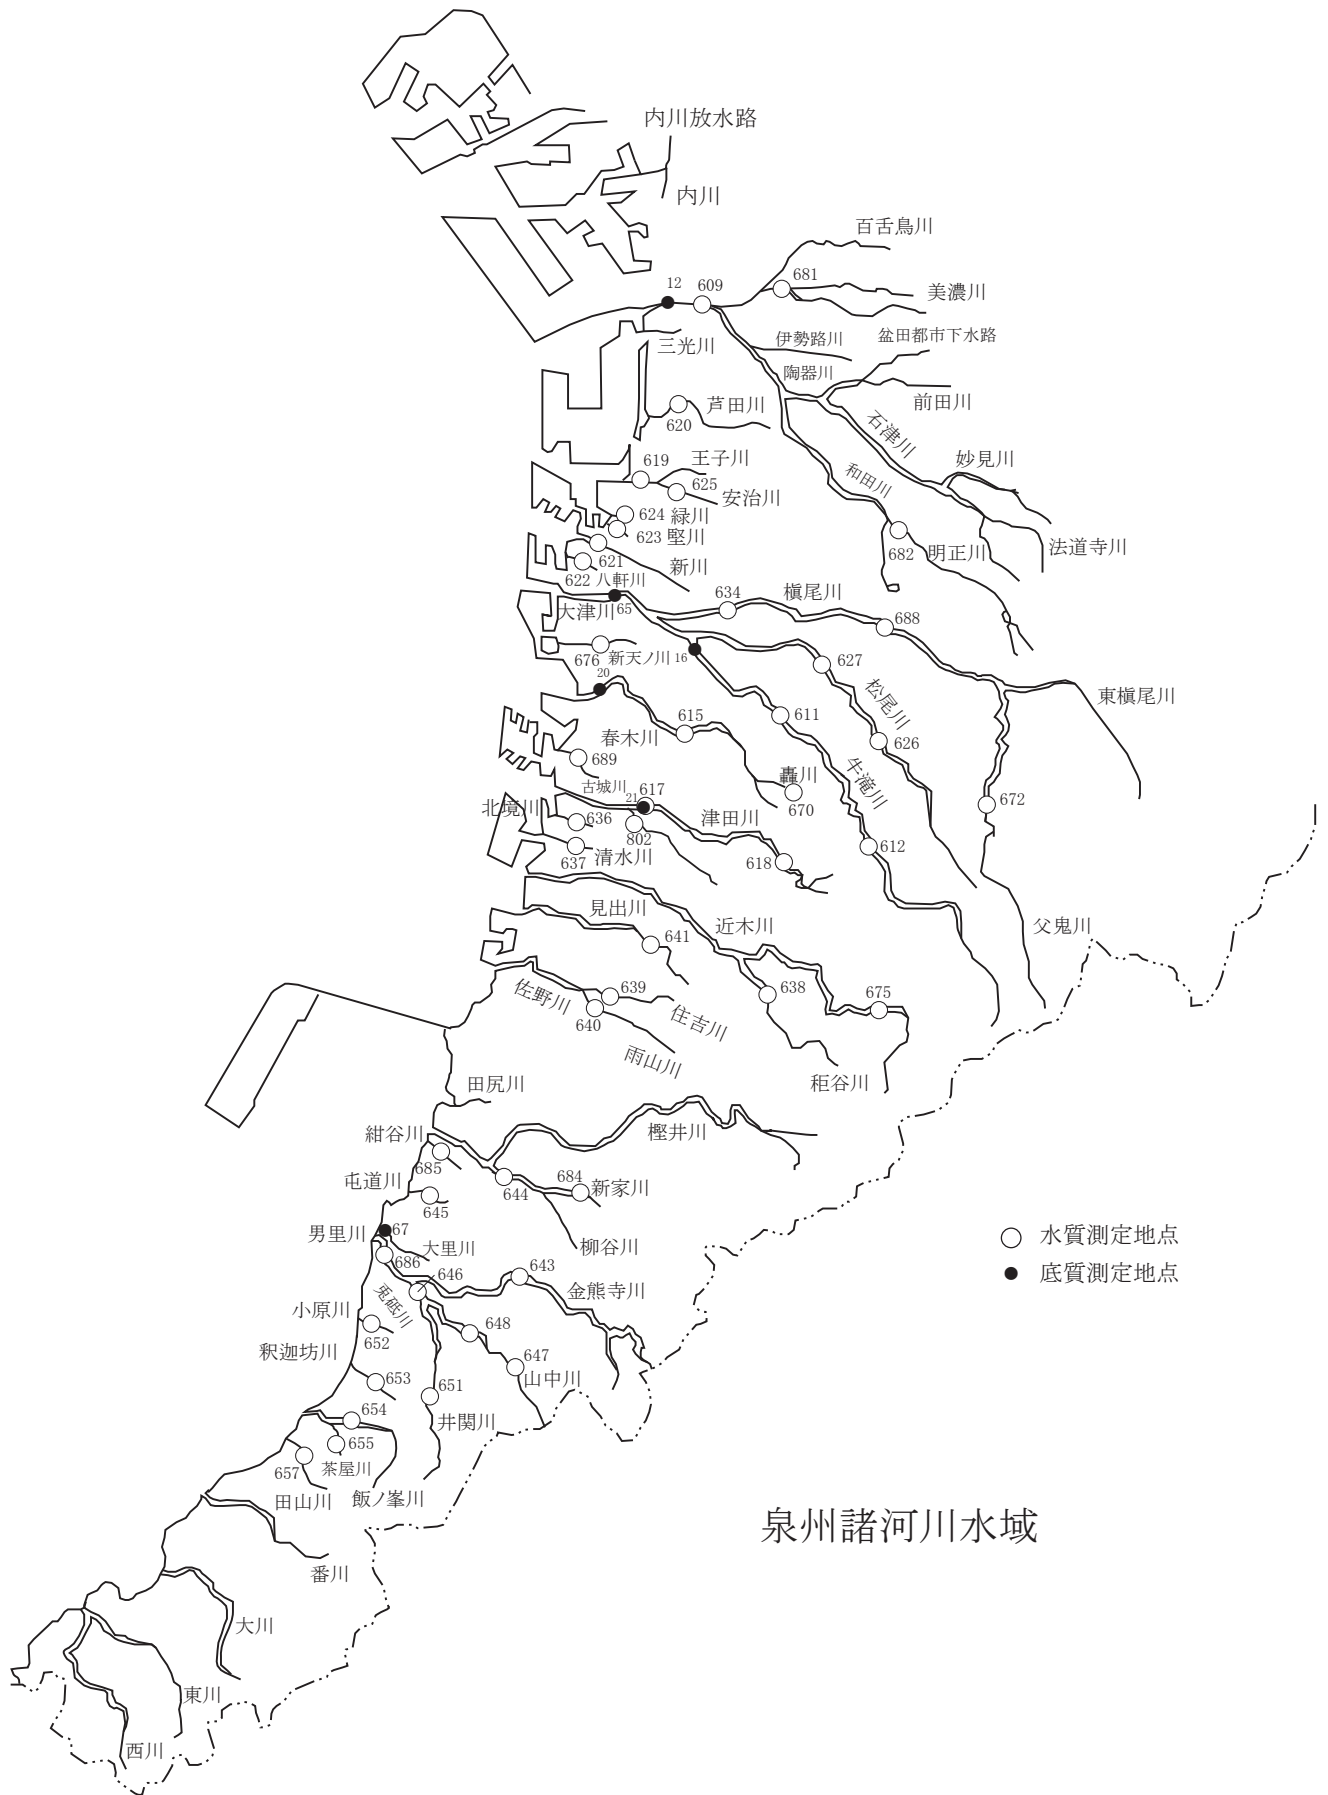 内川放水路
内川
百舌鳥川
12
609
681
美濃川
伊勢路川
盆田都市下水路
三光川
陶器川
芦田川
前田川
620
石津川
619
王子川
妙見川
和田川
625
安治川
624 緑川
623 堅川
682
明正川
法道寺川
621
新川
622 八軒川
634
槇尾川
大津川
65
688
676
新天ノ川
16
627
20
松尾川
東槇尾川
615
611
春木川
626
689
轟川
牛滝川
古城川
617
21
670
672
北境川
636
津田川
802
637
清水川
618
612
見出川
近木川
父鬼川
641
佐野川
639
638
675
640
住吉川
雨山川
田尻川
秬谷川
紺谷川
樫井川
685
屯道川
684
新家川
644
645
男里川
67
大里川
柳谷川
水質測定地点
686
646
643
底質測定地点
兎砥川
金熊寺川
小原川
652
648
釈迦坊川
647
653
651
山中川
654
井関川
655
657
茶屋川
田山川
飯ノ峯川
泉州諸河川水域
番川
大川
東川
西川